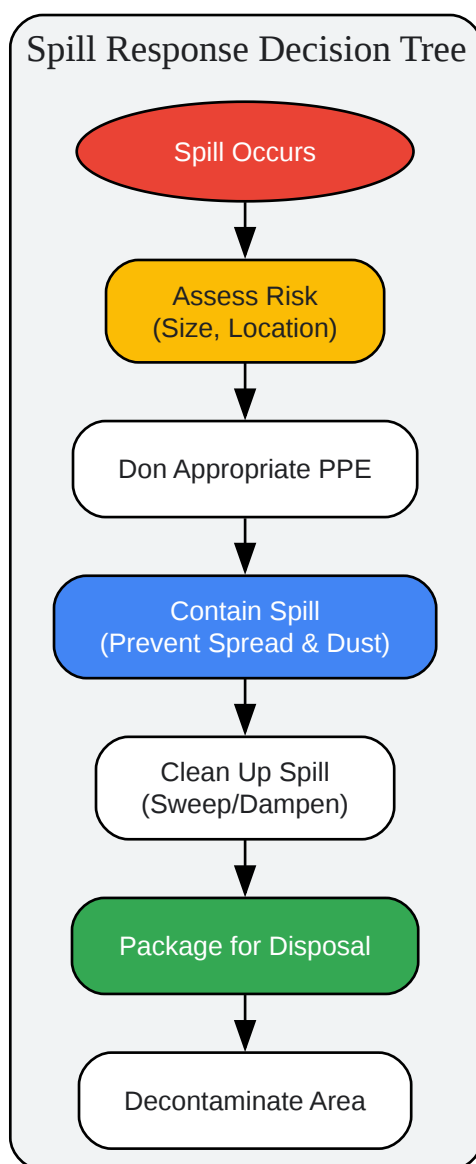 Spill Response Decision Tree
Spill Occurs
Assess Risk
(Size, Location)
Don Appropriate PPE
Contain Spill
(Prevent Spread & Dust)
Clean Up Spill
(Sweep/Dampen)
Package for Disposal
Decontaminate Area